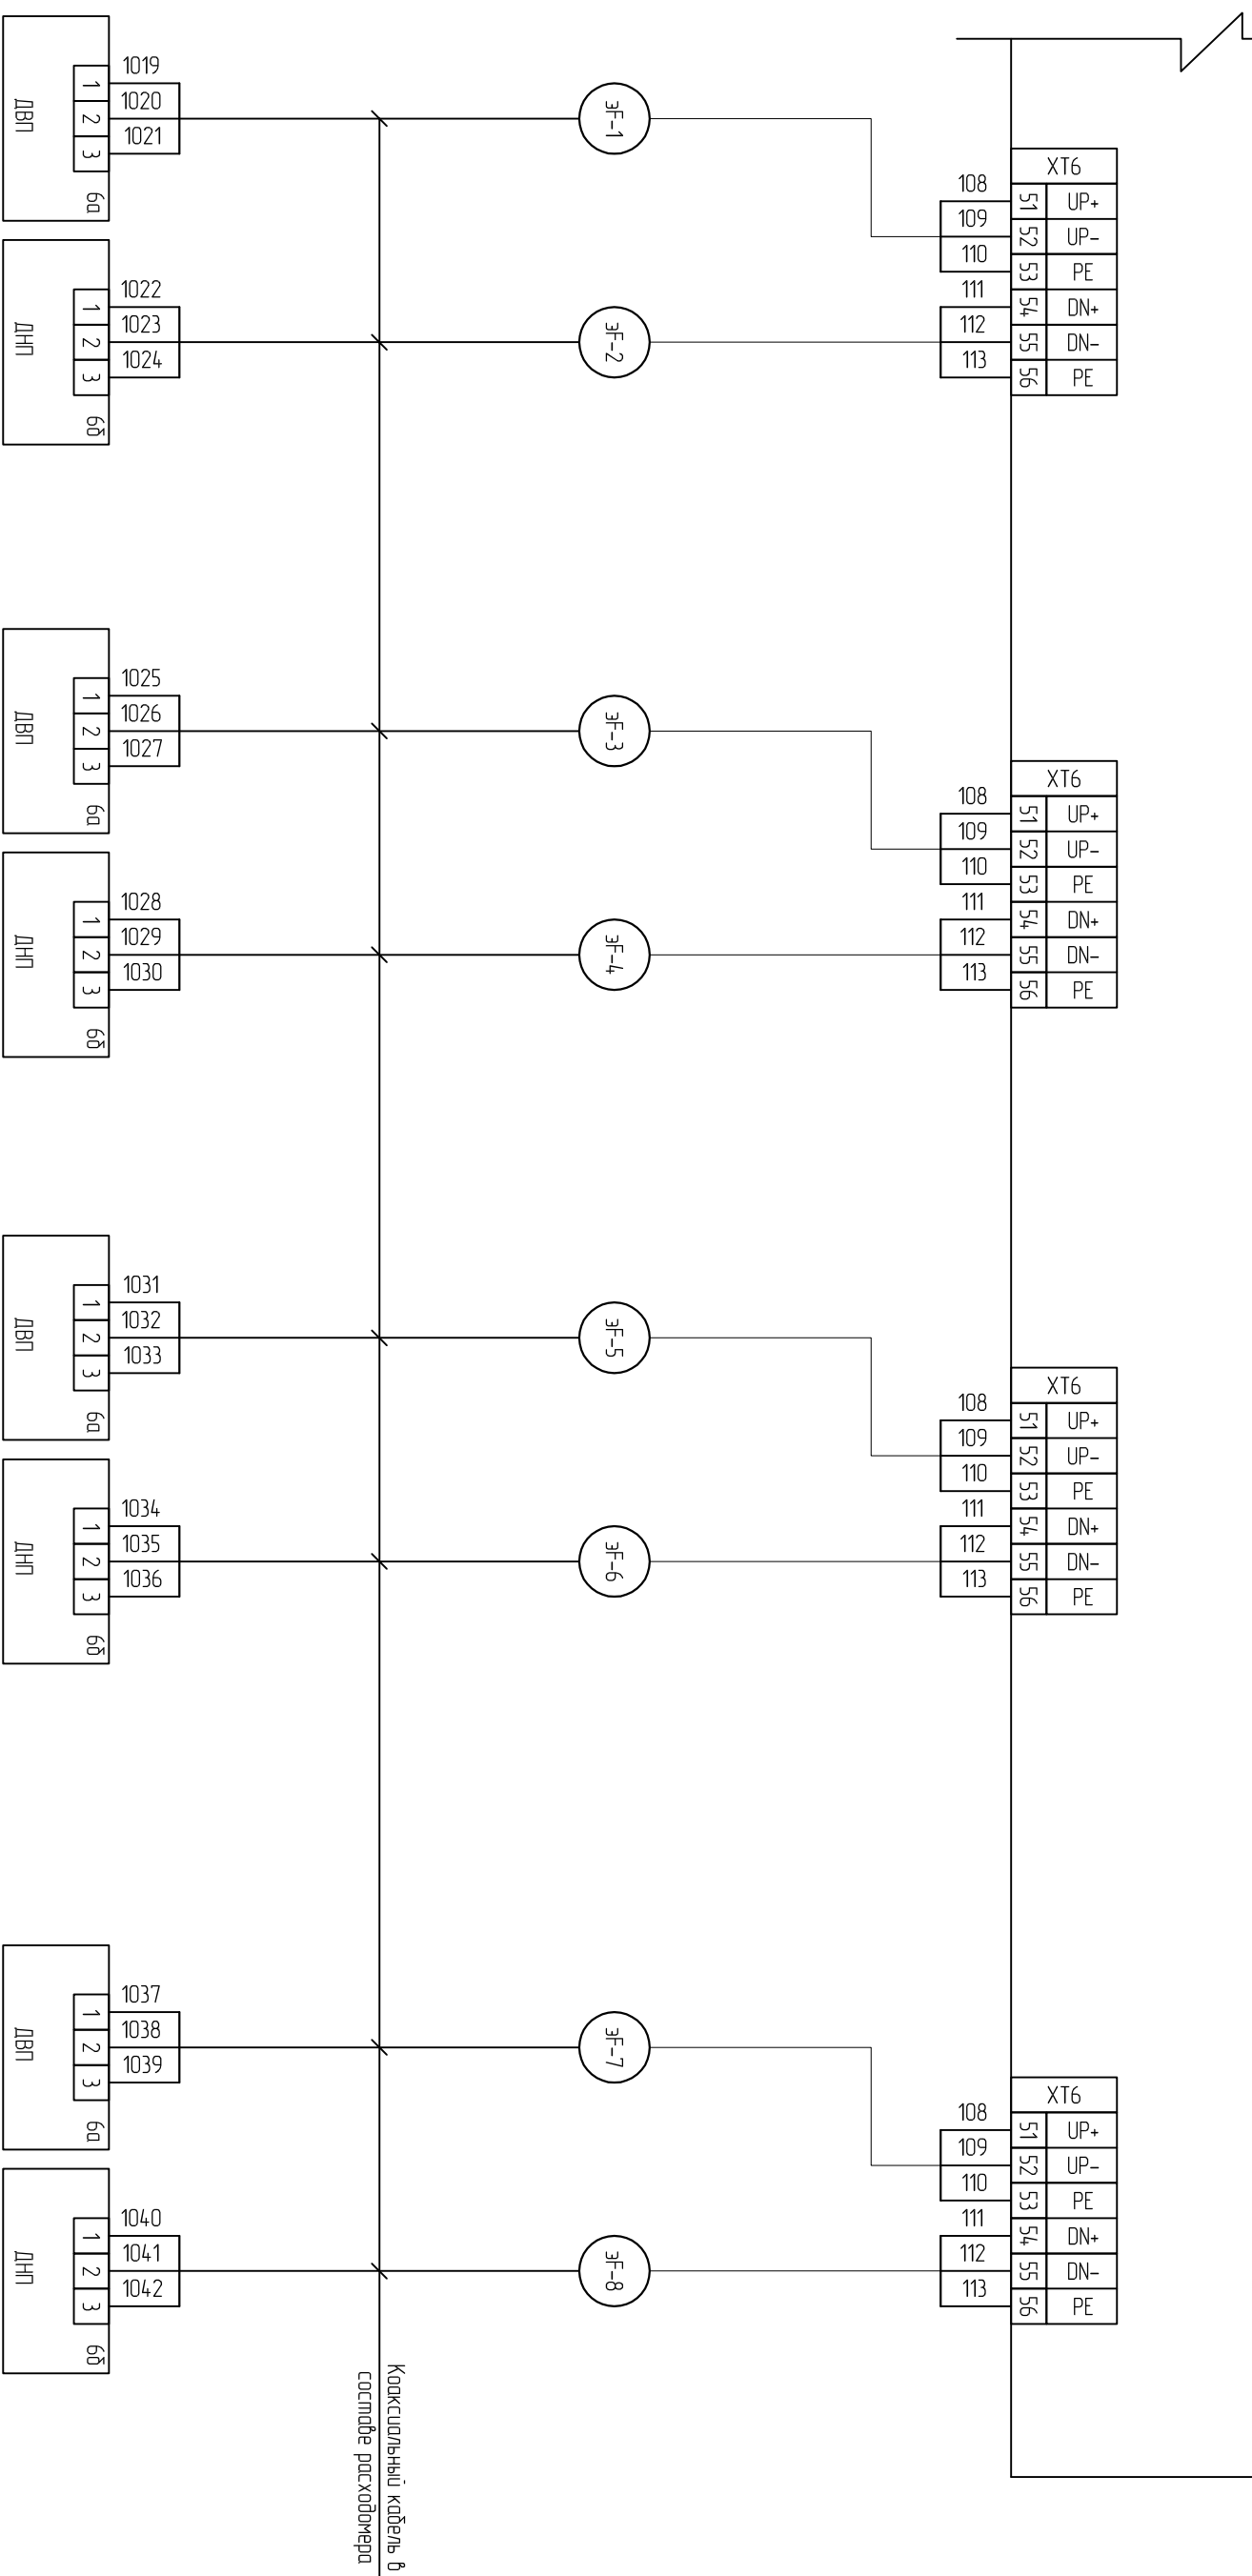 1019
1020
1021
1
2
3
ДВП
6а
ЭF-1
108
109
110
111
112
113
XT6
51 UP+
52 UP-
53 PE
54 DN+
55 DN-
56 PE
1022
1023
1024
1
2
3
ДНП
6б
ЭF-2
1025
1026
1027
1
2
3
ДВП
6а
ЭF-3
108
109
110
111
112
113
XT6
51 UP+
52 UP-
53 PE
54 DN+
55 DN-
56 PE
1028
1029
1030
1
2
3
ДНП
6б
ЭF-4
1031
1032
1033
1
2
3
ДВП
6а
ЭF-5
108
109
110
111
112
113
XT6
51 UP+
52 UP-
53 PE
54 DN+
55 DN-
56 PE
1034
1035
1036
1
2
3
ДНП
6б
ЭF-6
1037
1038
1039
1
2
3
ДВП
6а
ЭF-7
108
109
110
111
112
113
XT6
51 UP+
52 UP-
53 PE
54 DN+
55 DN-
56 PE
1040
1041
1042
1
2
3
ДНП
6б
ЭF-8
Коаксиальный кабель в
составе расходомера